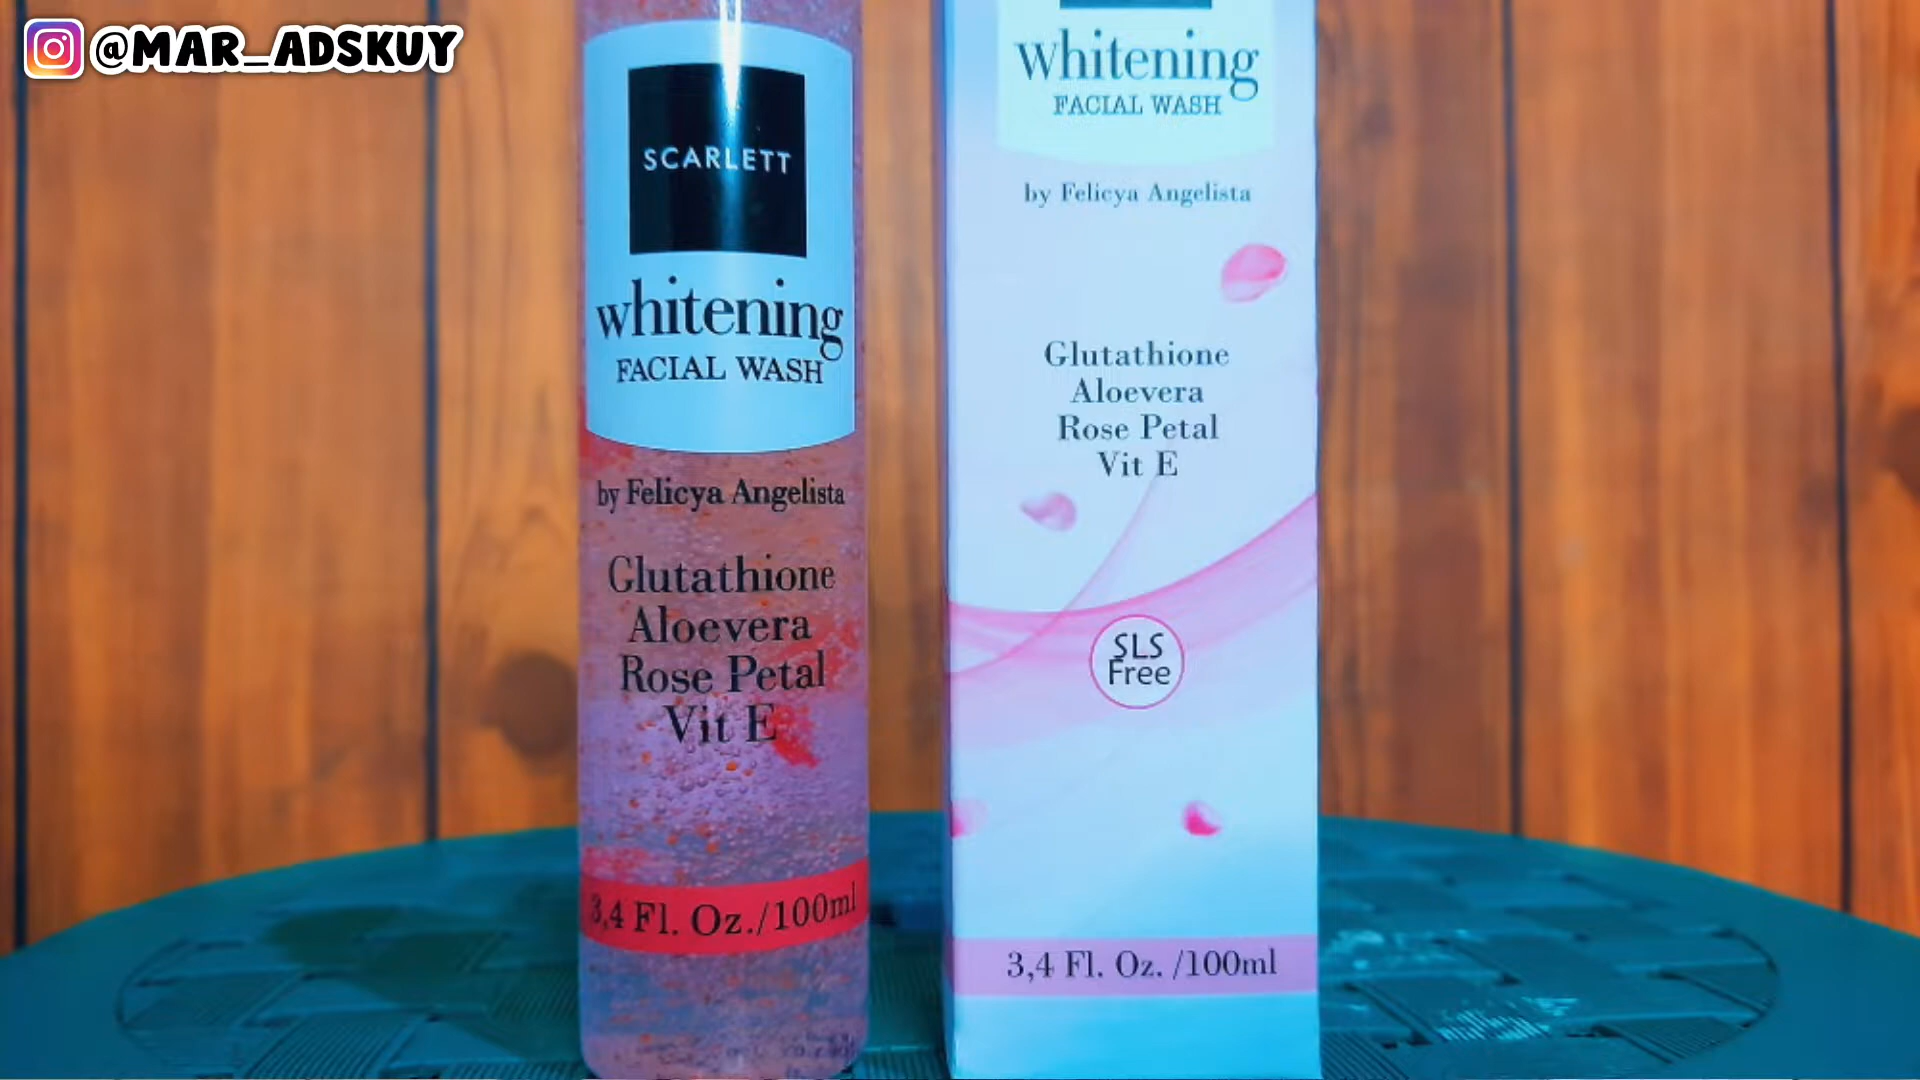 @MAR_ADSKUY
SCARLETT
whitening
FACIAL WASH
by Felicya Angelista
Glutathione
Aloevera
Rose Petal
Vit E
3,4 Fl. Oz./100ml
whitening
FACIAL WASH
by Felicya Angelista
Glutathione
Aloevera
Rose Petal
Vit E
SLS
Free
3,4 Fl. Oz. /100ml